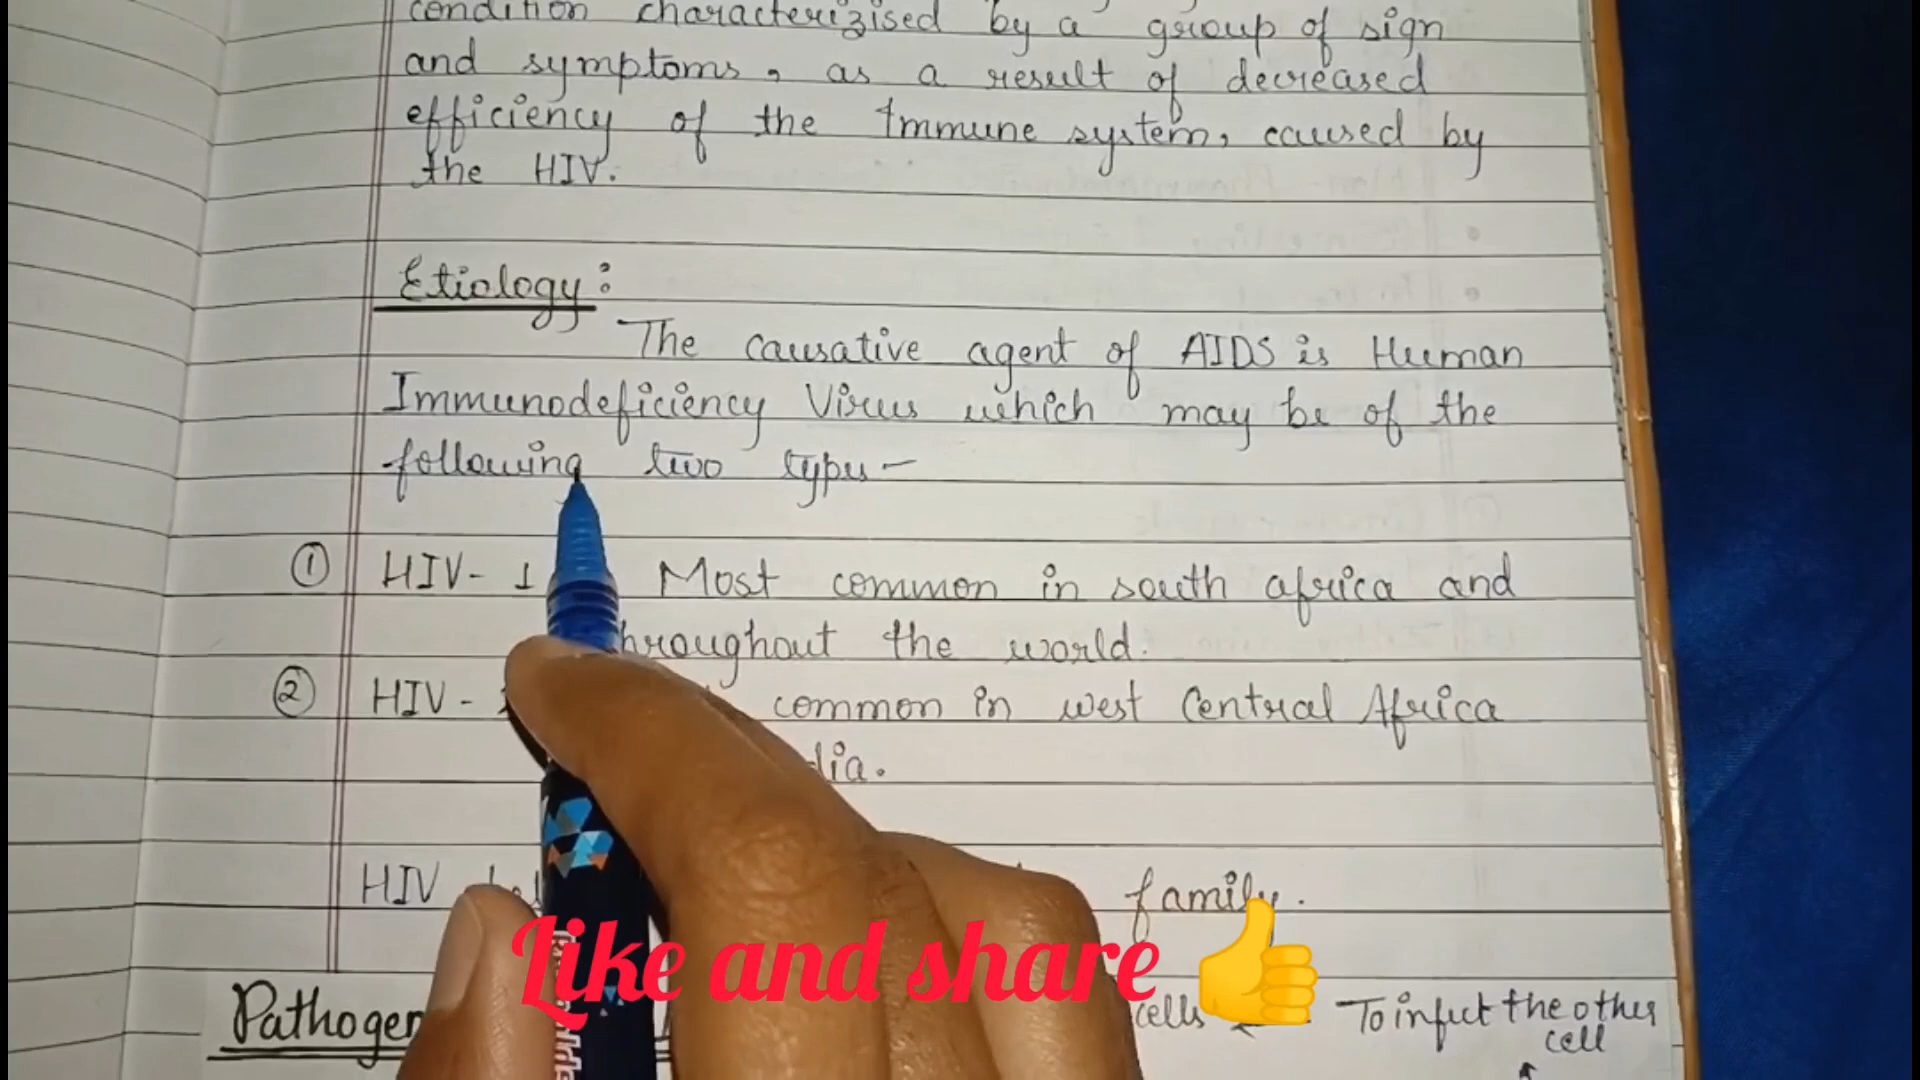 condition characterizised by a group of sign
and symptoms, as a result of decreased
efficiency of the Immune system, caused by
the HIV.
Etiology:
The causative agent of AIDS is Human
Immunodeficiency Virus which may be of the
following two types-
① HIV- 1 Most common in south africa and
throughout the world.
② HIV - common in west Central Africa
dia.
HIV family.
Like and share 👍
Pathogen cells ← To infect the other
cell